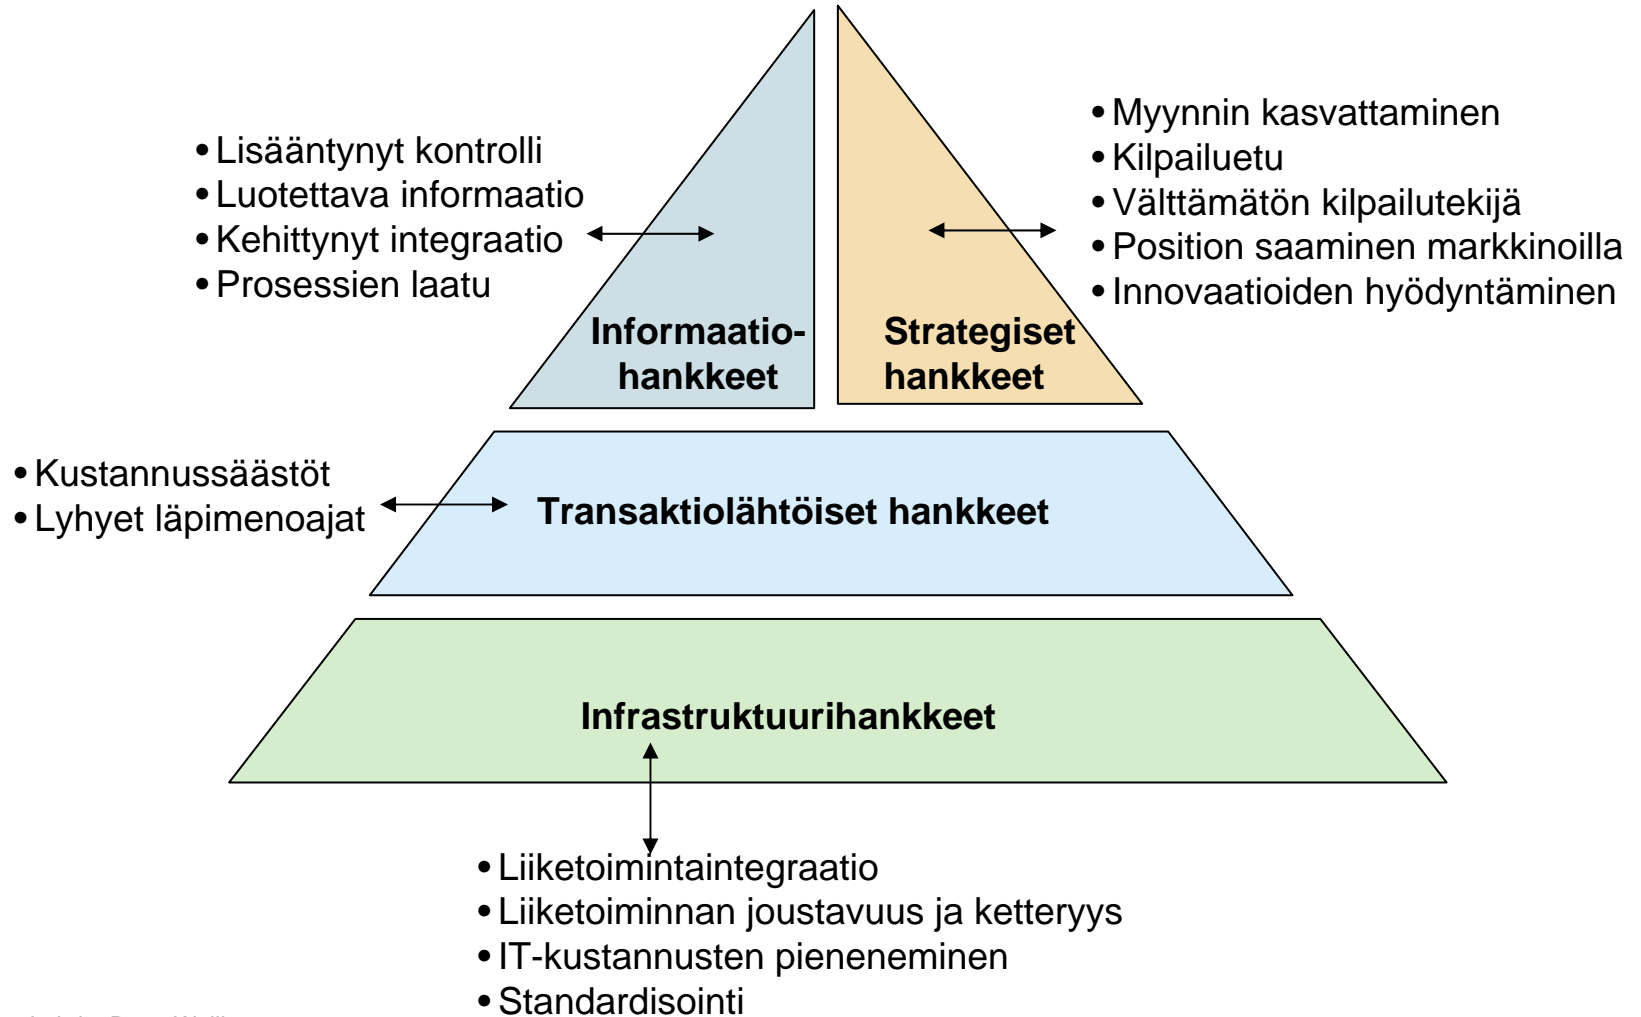 • Lisääntynyt kontrolli
• Luotettava informaatio
• Kehittynyt integraatio
• Prosessien laatu
• Myynnin kasvattaminen
• Kilpailuetu
• Välttämätön kilpailutekijä
• Position saaminen markkinoilla
• Innovaatioiden hyödyntäminen
Informaatio-
hankkeet
Strategiset
hankkeet
• Kustannussäästöt
• Lyhyet läpimenoajat
Transaktiolähtöiset hankkeet
Infrastruktuurihankkeet
• Liiketoimintaintegraatio
• Liiketoiminnan joustavuus ja ketteryys
• IT-kustannusten pieneneminen
• Standardisointi